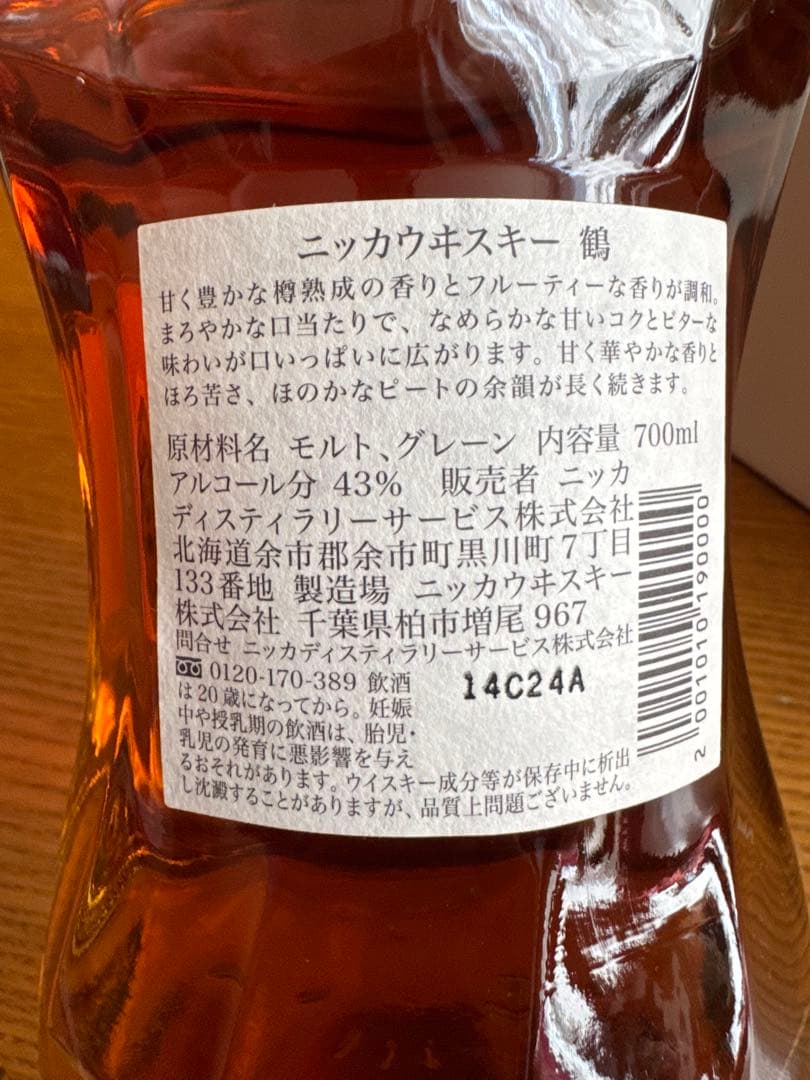 ニッカウヰスキー 鶴
甘く豊かな樽熟成の香りとフルーティーな香りが調和。
まろやかな口当たりで、なめらかな甘いコクとビターな
味わいが口いっぱいに広がります。甘く華やかな香りと
ほろ苦さ、ほのかなピートの余韻が長く続きます。
原材料名 モルト、グレーン 内容量 700ml
アルコール分 43% 販売者 ニッカ
ディスティラリーサービス株式会社
北海道余市郡余市町黒川町7丁目
133番地 製造場 ニッカウヰスキー
株式会社 千葉県柏市増尾967
問合せ ニッカディスティラリーサービス株式会社
0120-170-389 飲酒
は20歳になってから。妊娠
中や授乳期の飲酒は、胎児・
乳児の発育に悪影響を与え
るおそれがあります。ウイスキー成分等が保存中に析出
し沈澱することがありますが、品質上問題ございません。
14C24A
2 001010 190000